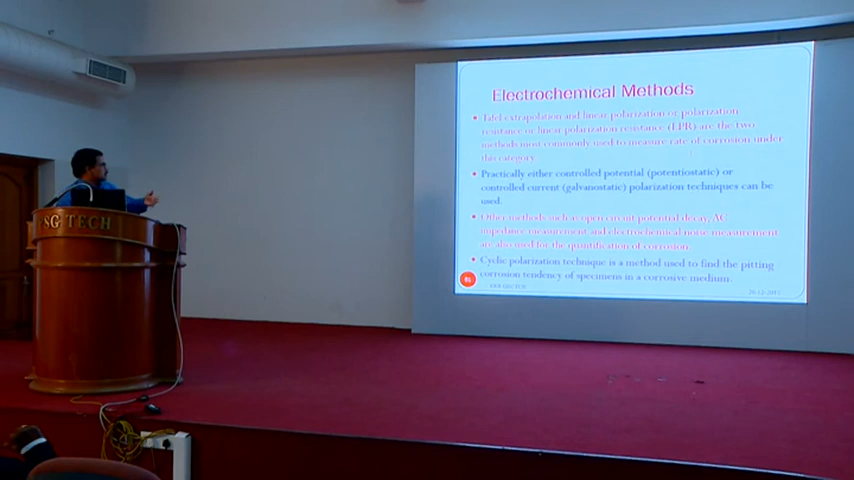 Electrochemical Methods
Tafel extrapolation and linear polarization or polarization
resistance or linear polarization resistance (LPR) are the two
methods most commonly used to measure rate of corrosion under
this category.
Practically either controlled potential (potentiostatic) or
controlled current (galvanostatic) polarization techniques can be
used.
Other methods such as open circuit potential decay, AC
impedance measurement and electrochemical noise measurement
are also used for the quantification of corrosion.
Cyclic polarization technique is a method used to find the pitting
corrosion tendency of specimens in a corrosive medium.
SG TECH